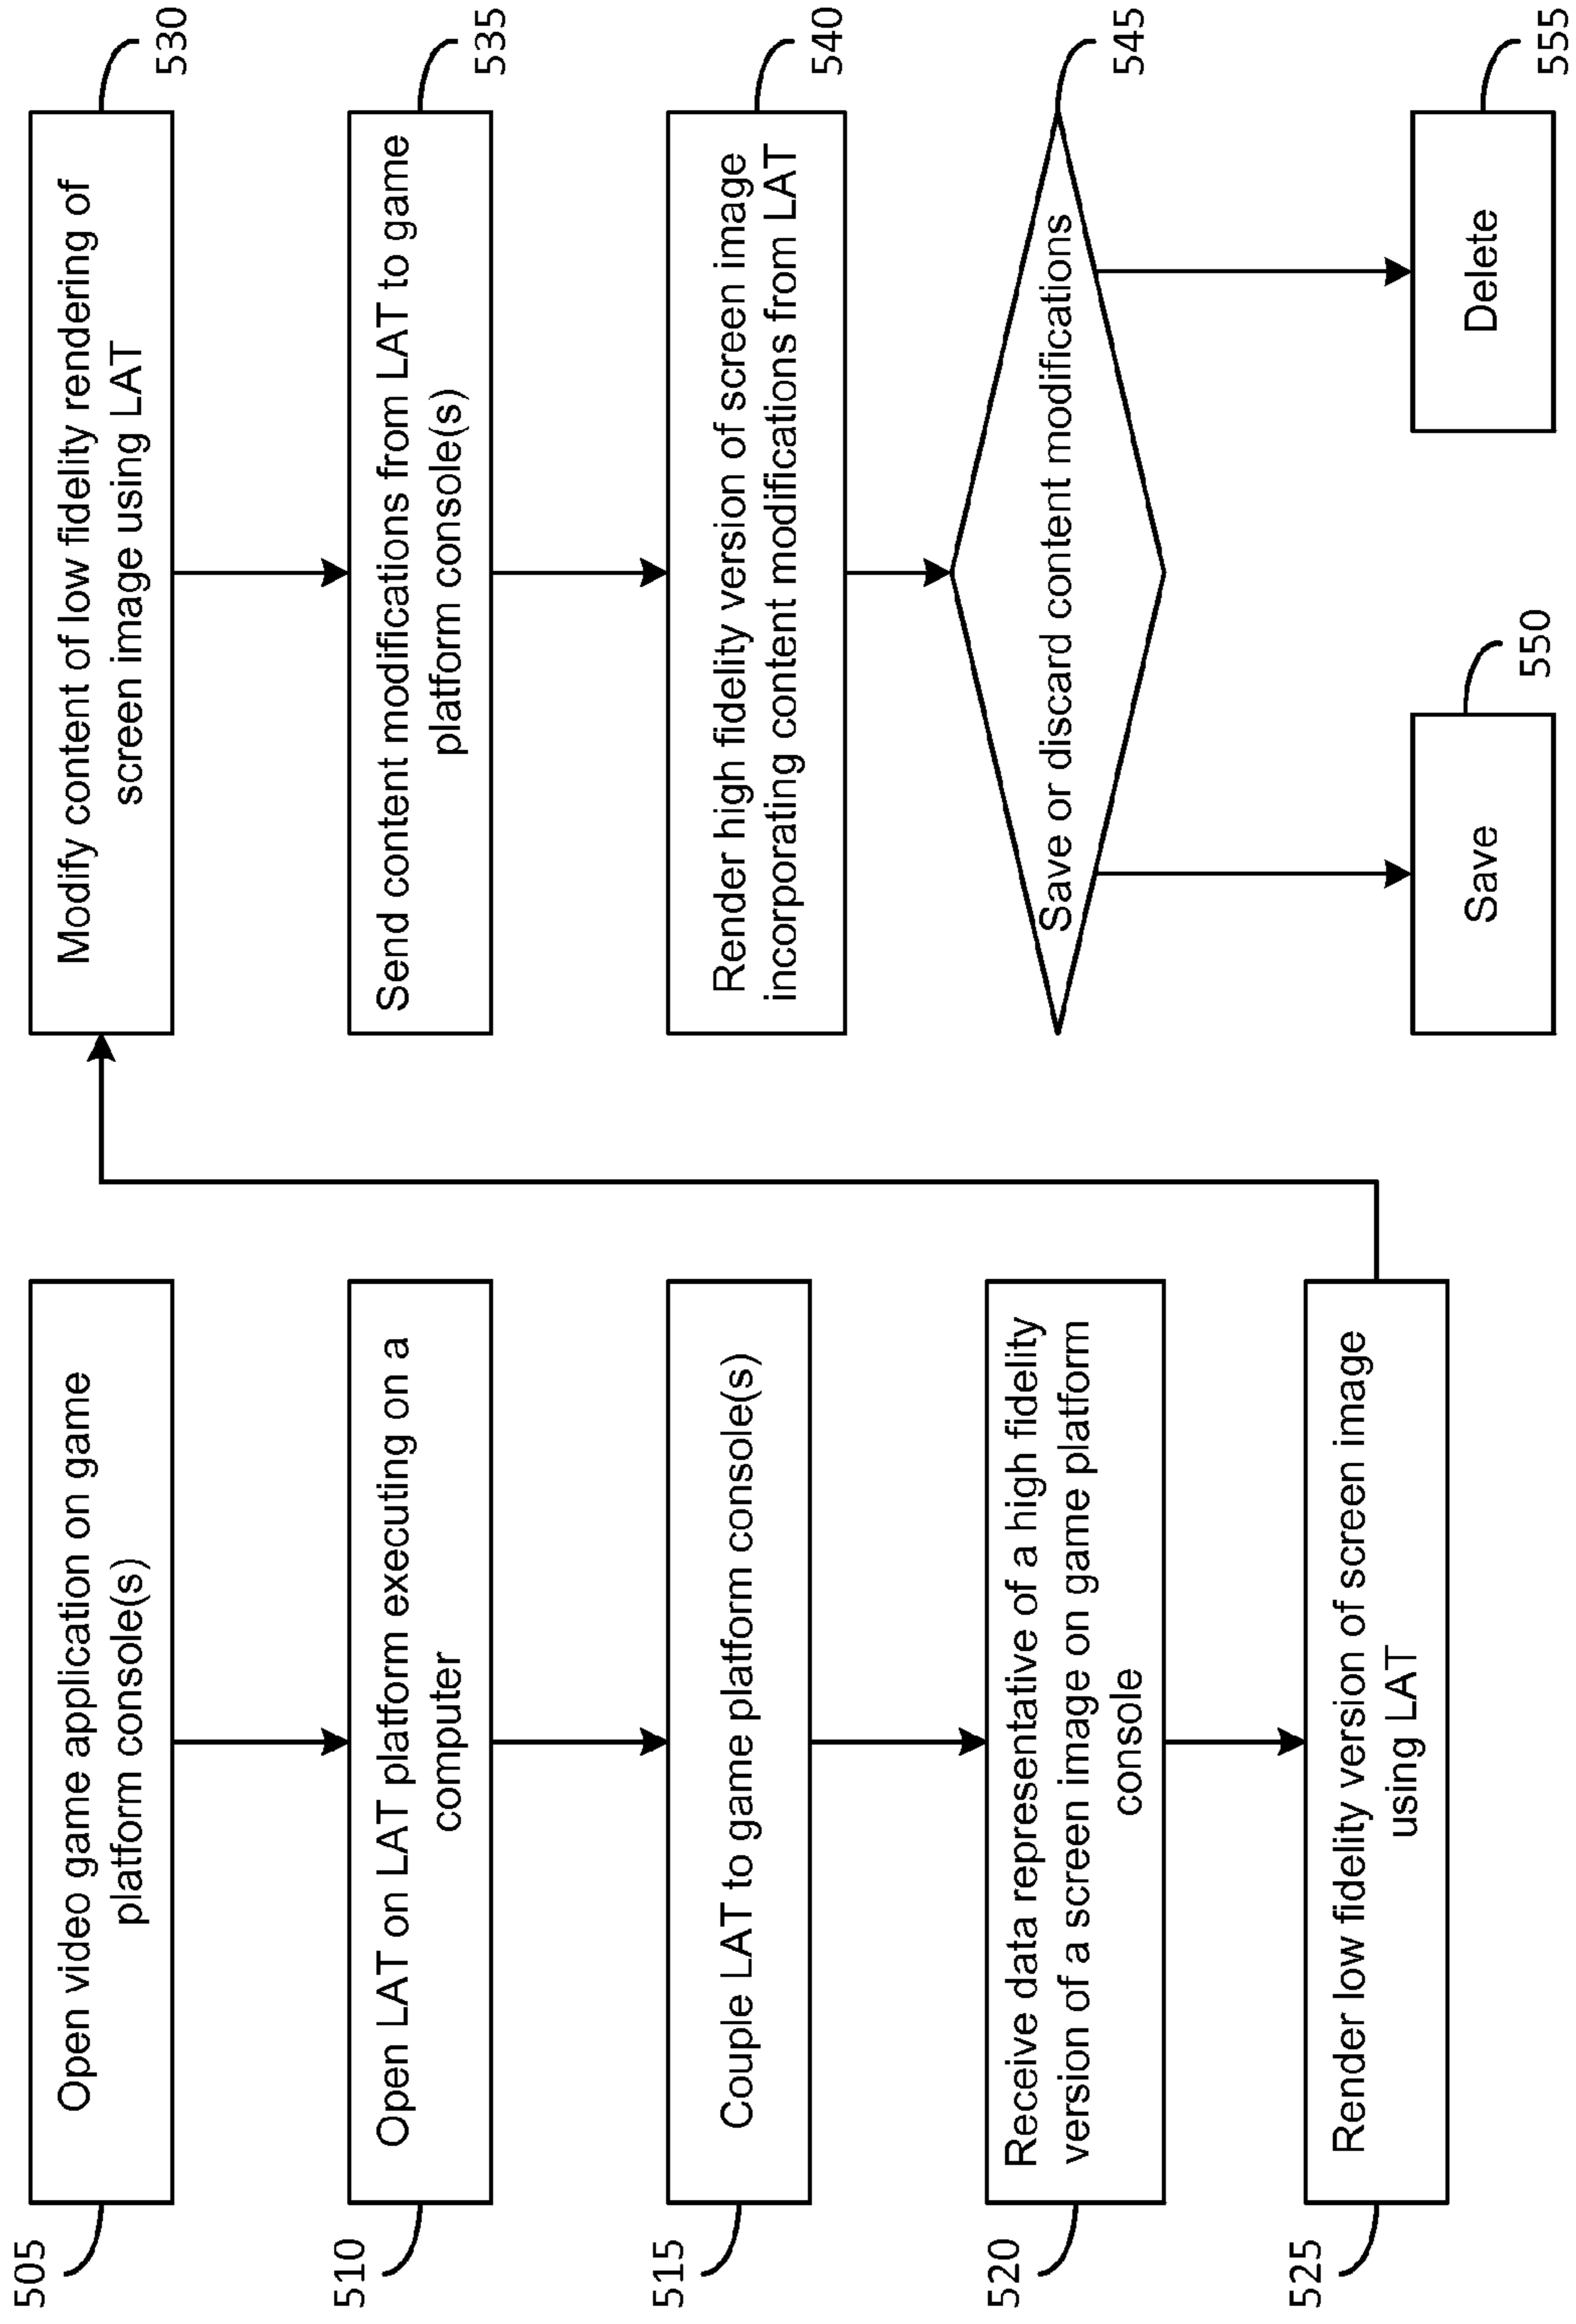 505
Open video game application on game
platform console(s)
510
Open LAT on LAT platform executing on a
computer
515
Couple LAT to game platform console(s)
520
Receive data representative of a high fidelity
version of a screen image on game platform
console
525
Render low fidelity version of screen image
using LAT
530
Modify content of low fidelity rendering of
screen image using LAT
535
Send content modifications from LAT to game
platform console(s)
540
Render high fidelity version of screen image
incorporating content modifications from LAT
545
Save or discard content modifications
550
Save
555
Delete